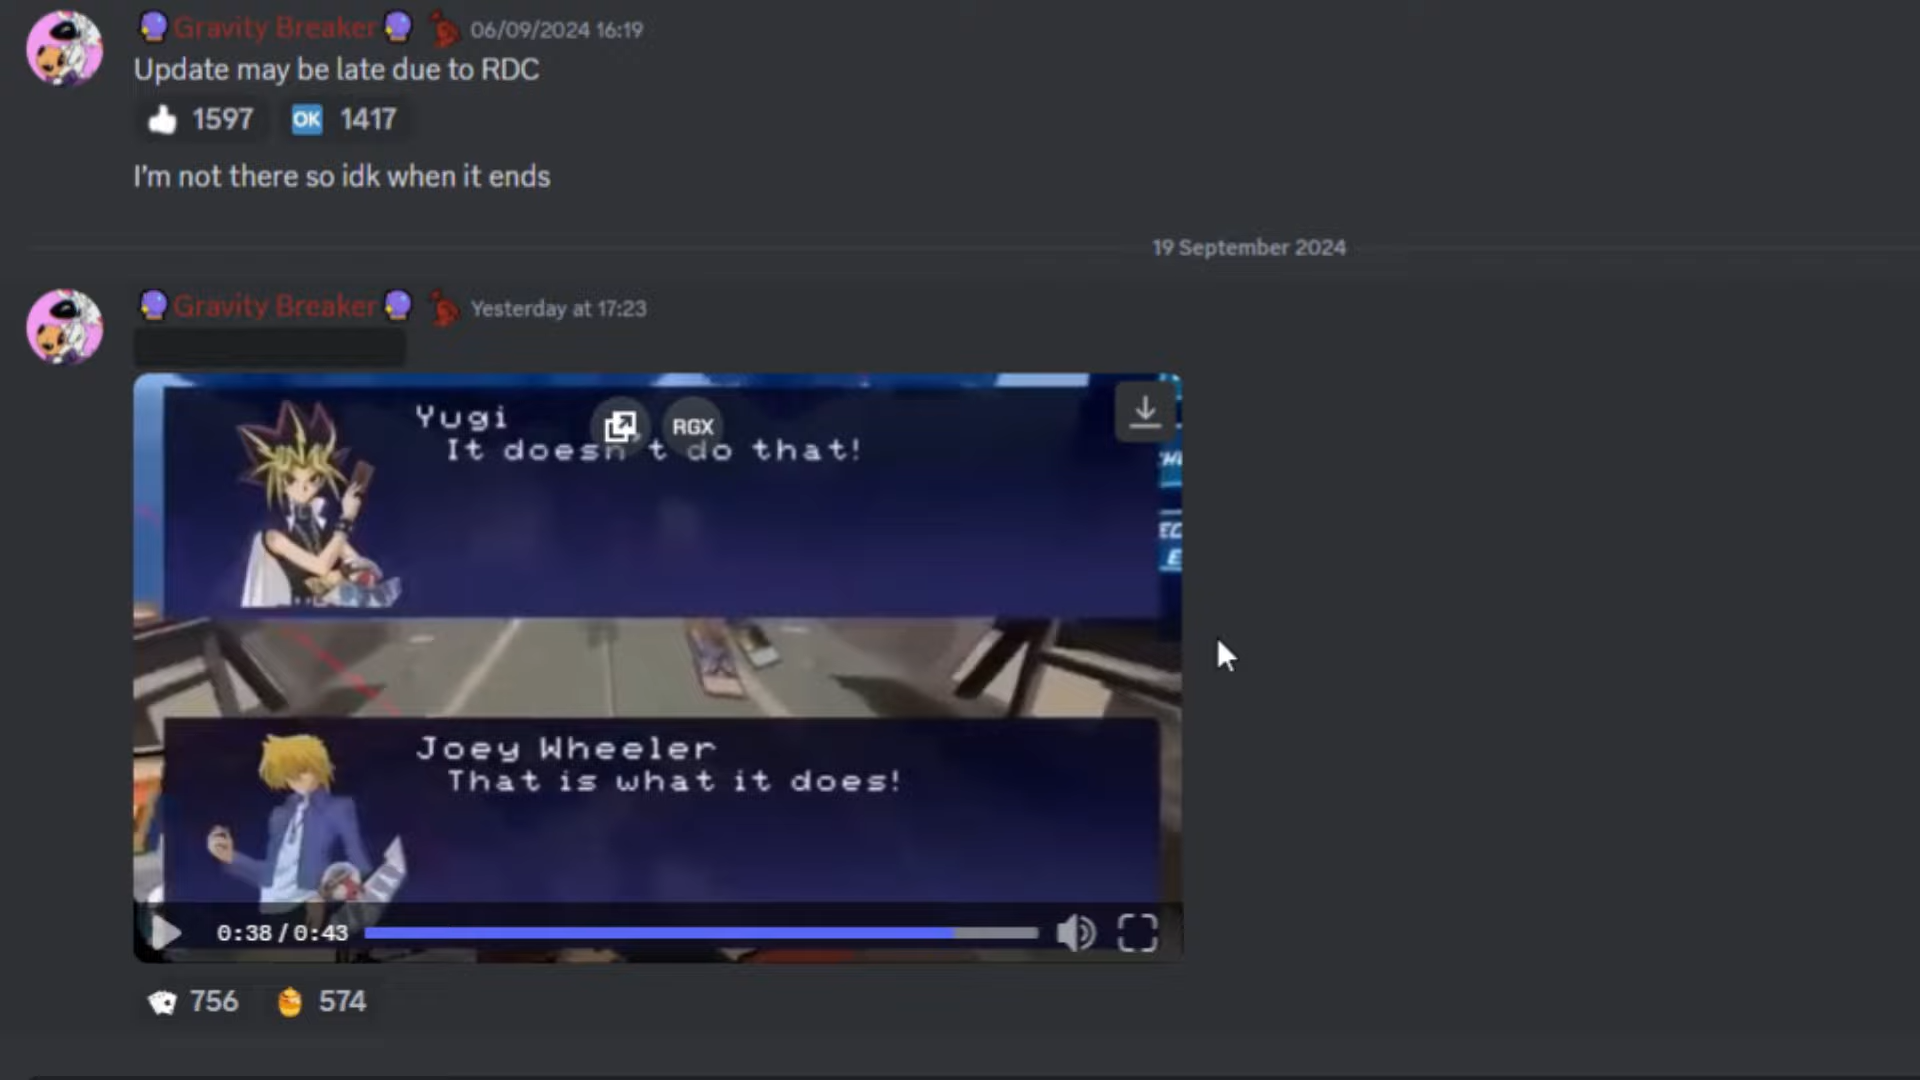 Gravity Breaker 06/09/2024 16:19
Update may be late due to RDC
1597 OK 1417
I'm not there so idk when it ends
19 September 2024
Gravity Breaker Yesterday at 17:23
Yugi
RGX
It doesn't do that!
Joey Wheeler
That is what it does!
0:38 / 0:43
756 574